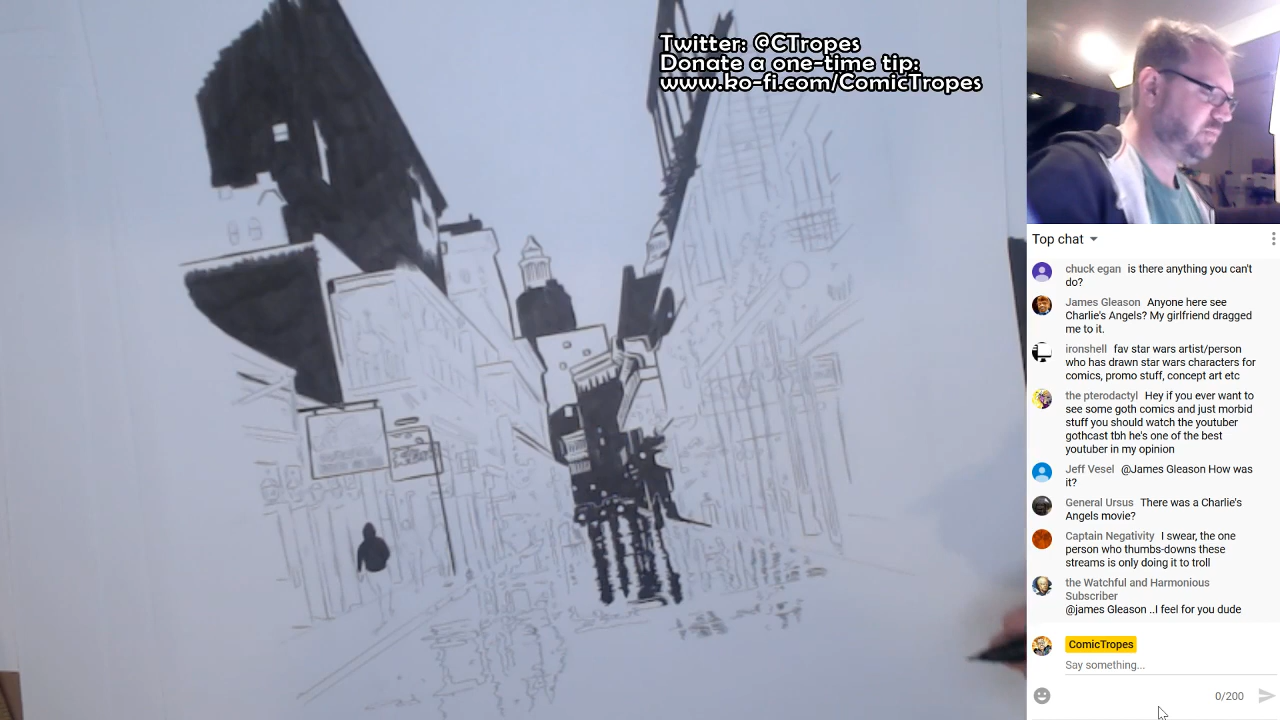 Twitter: @CTropes
Donate a one-time tip:
www.ko-fi.com/ComicTropes
Top chat
chuck egan is there anything you can't
do?
James Gleason Anyone here see
Charlie's Angels? My girlfriend dragged
me to it.
ironshell fav star wars artist/person
who has drawn star wars characters for
comics, promo stuff, concept art etc
the pterodactyl Hey if you ever want to
see some goth comics and just morbid
stuff you should watch the youtuber
gothcast tbh he's one of the best
youtuber in my opinion
Jeff Vesel @James Gleason How was
it?
General Ursus There was a Charlie's
Angels movie?
Captain Negativity I swear, the one
person who thumbs-downs these
streams is only doing it to troll
the Watchful and Harmonious
Subscriber
@james Gleason ..I feel for you dude
ComicTropes
Say something...
0/200